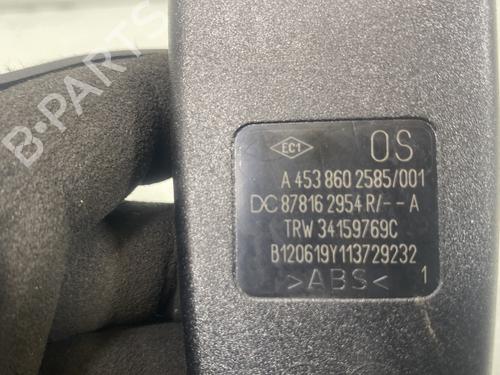 B-PARTS
EC1
OS
A 453 860 2585/001
DC 87816 2954 R/--A
TRW 34159769C
B120619Y113729232
>ABS<
1